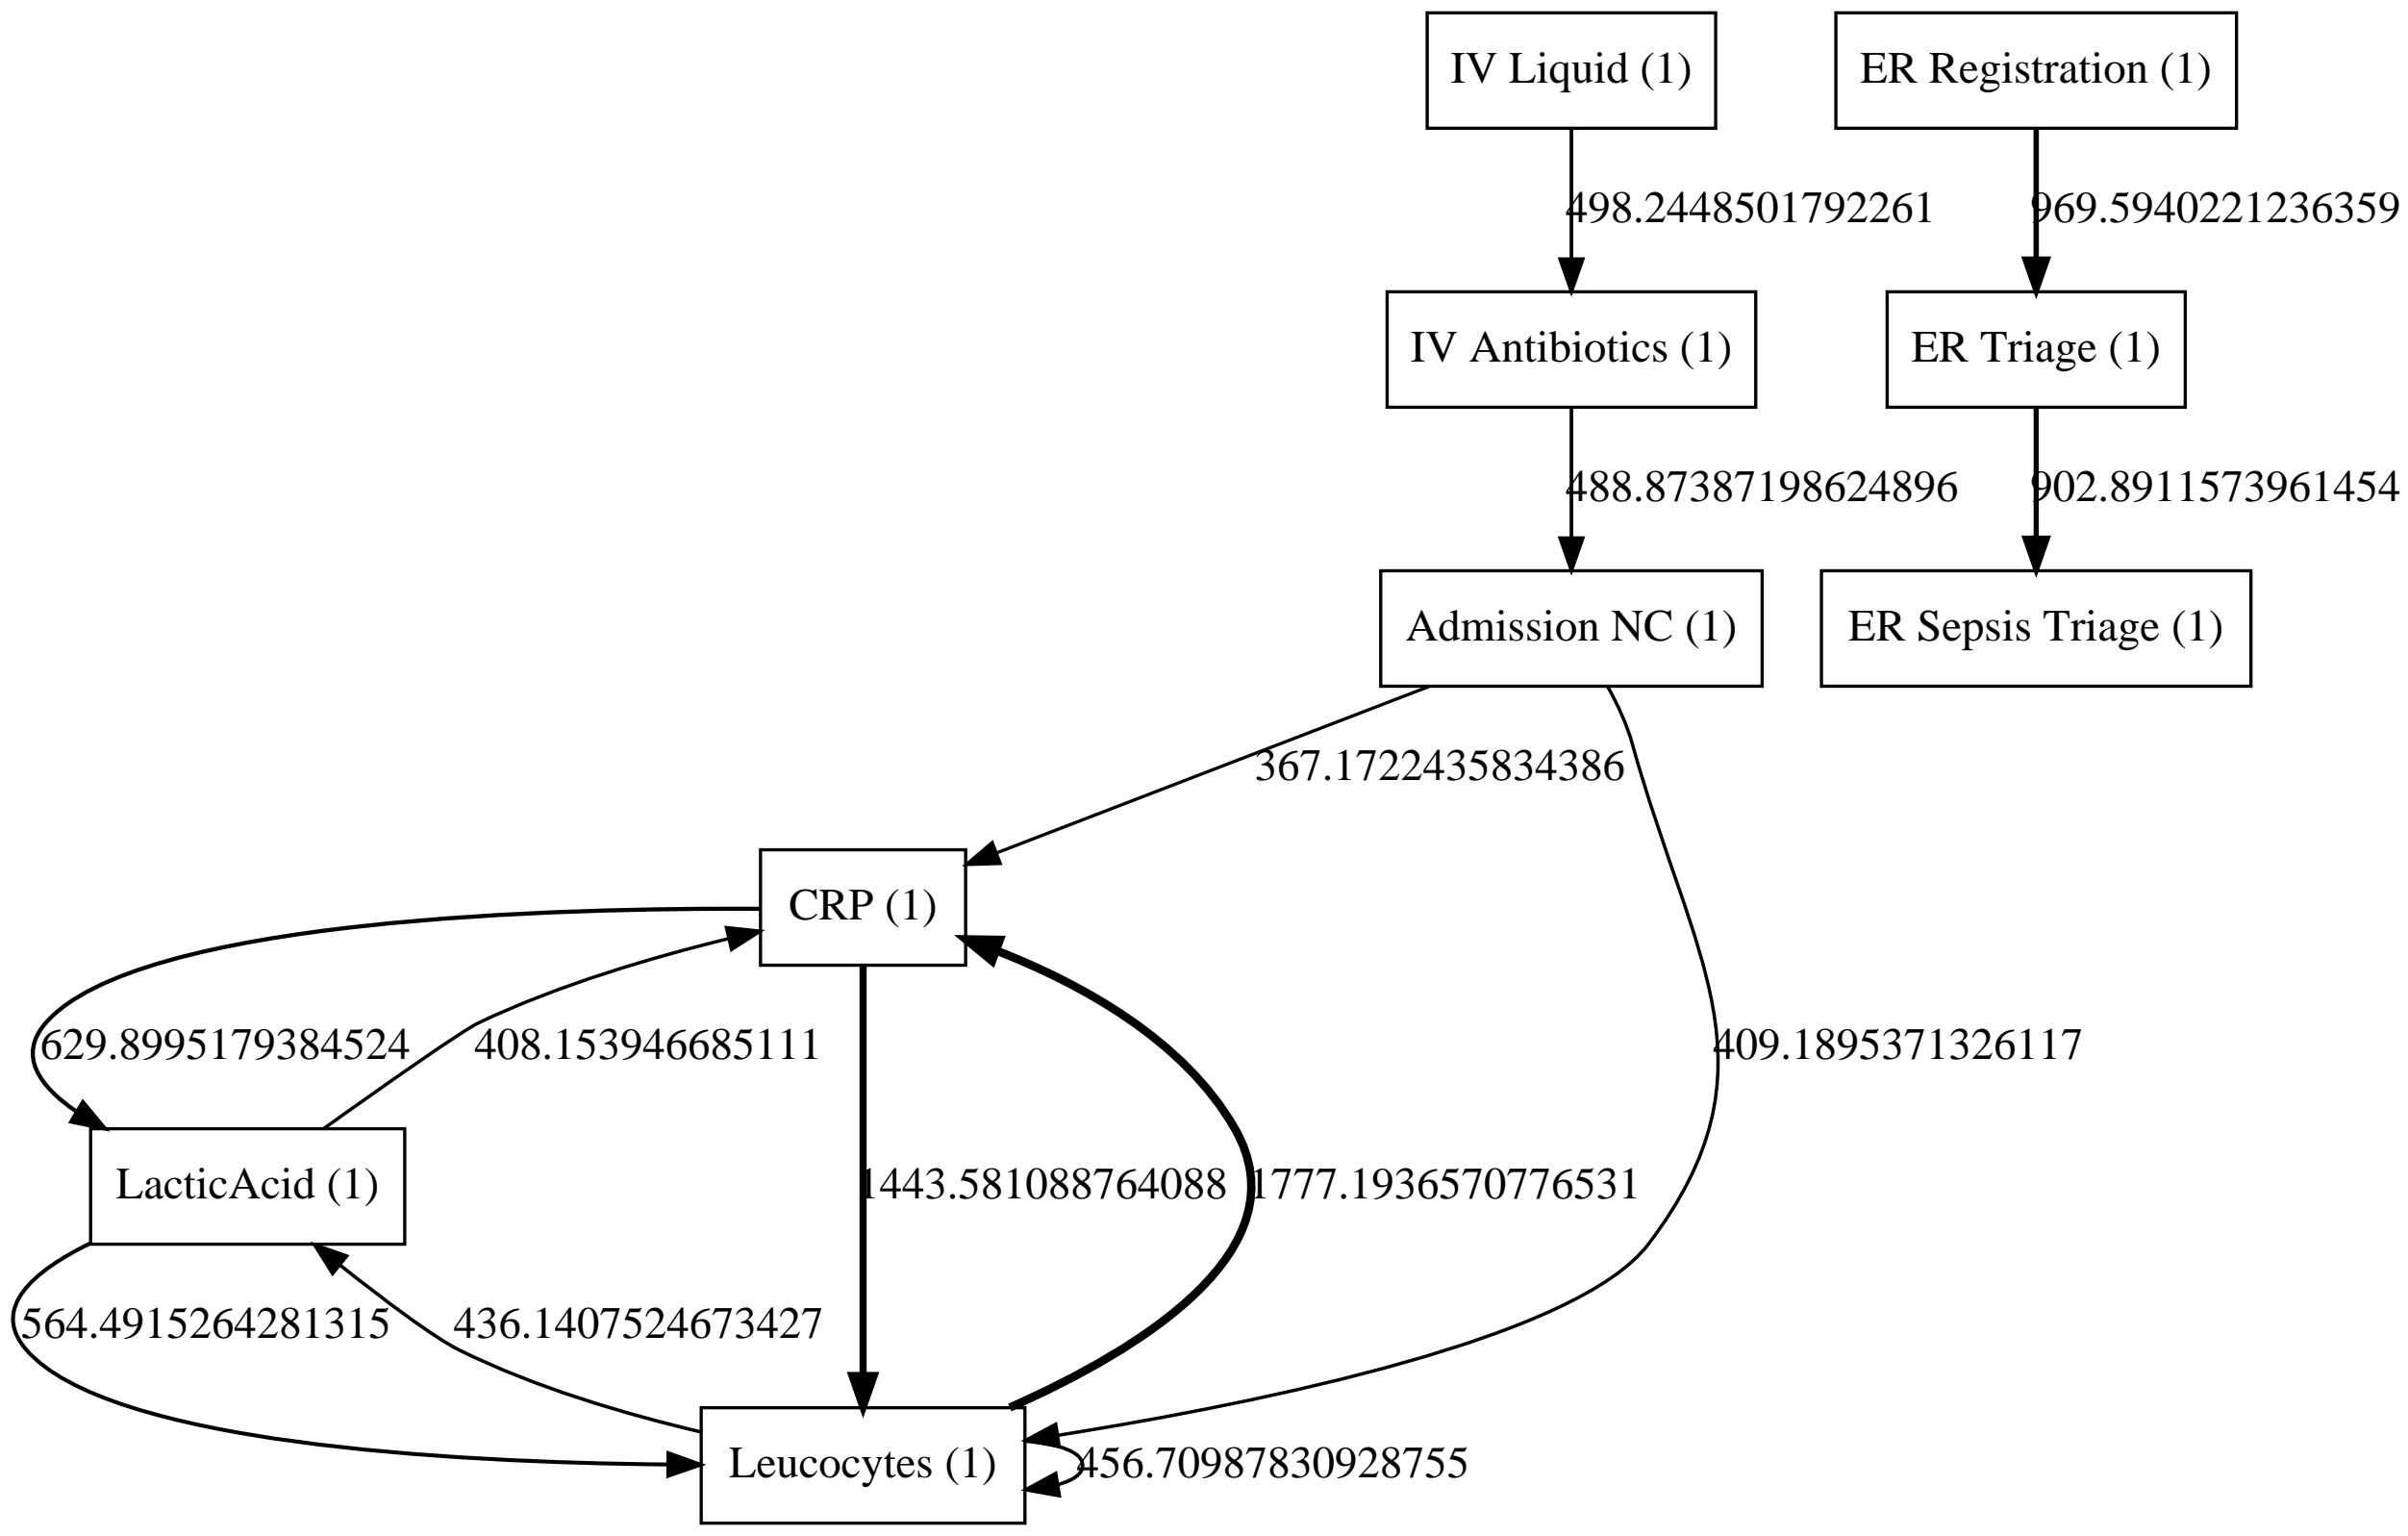 IV Liquid (1)
ER Registration (1)
498.2448501792261
969.5940221236359
IV Antibiotics (1)
ER Triage (1)
488.87387198624896
902.8911573961454
Admission NC (1)
ER Sepsis Triage (1)
367.1722435834386
CRP (1)
629.8995179384524
408.153946685111
409.1895371326117
LacticAcid (1)
1443.581088764088
1777.1936570776531
564.4915264281315
436.1407524673427
Leucocytes (1)
456.70987830928755